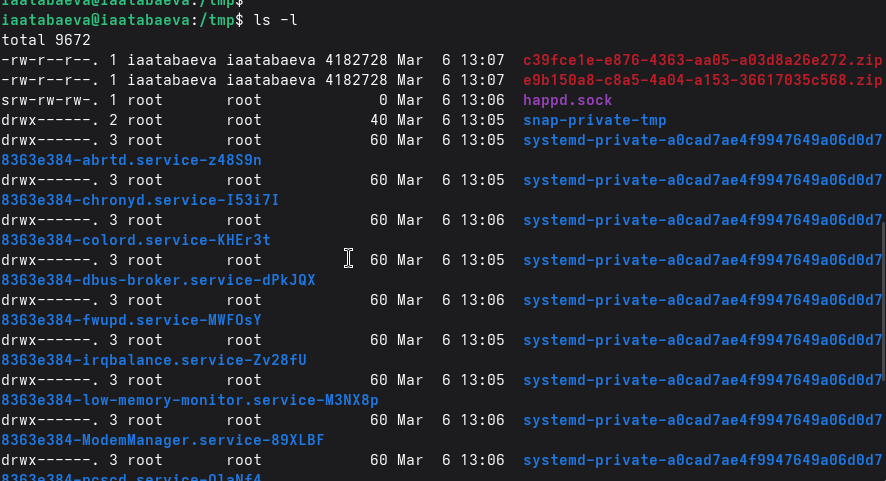 iaatabaeva@iaatabaeva:/tmp$
iaatabaeva@iaatabaeva:/tmp$ ls -l
total 9672
-rw-r--r--. 1 iaatabaeva iaatabaeva 4182728 Mar  6 13:07  c39fce1e-e876-4363-aa05-a03d8a26e272.zip
-rw-r--r--. 1 iaatabaeva iaatabaeva 4182728 Mar  6 13:07  e9b150a8-c8a5-4a04-a153-36617035c568.zip
srw-rw-rw-. 1 root       root             0 Mar  6 13:06  happd.sock
drwx------. 2 root       root            40 Mar  6 13:05  snap-private-tmp
drwx------. 3 root       root            60 Mar  6 13:05  systemd-private-a0cad7ae4f9947649a06d0d7
8363e384-abrtd.service-z48S9n
drwx------. 3 root       root            60 Mar  6 13:05  systemd-private-a0cad7ae4f9947649a06d0d7
8363e384-chronyd.service-I53i7I
drwx------. 3 root       root            60 Mar  6 13:06  systemd-private-a0cad7ae4f9947649a06d0d7
8363e384-colord.service-KHEr3t
drwx------. 3 root       root            60 Mar  6 13:05  systemd-private-a0cad7ae4f9947649a06d0d7
8363e384-dbus-broker.service-dPkJQX
drwx------. 3 root       root            60 Mar  6 13:06  systemd-private-a0cad7ae4f9947649a06d0d7
8363e384-fwupd.service-MWFOsY
drwx------. 3 root       root            60 Mar  6 13:05  systemd-private-a0cad7ae4f9947649a06d0d7
8363e384-irqbalance.service-Zv28fU
drwx------. 3 root       root            60 Mar  6 13:05  systemd-private-a0cad7ae4f9947649a06d0d7
8363e384-low-memory-monitor.service-M3NX8p
drwx------. 3 root       root            60 Mar  6 13:06  systemd-private-a0cad7ae4f9947649a06d0d7
8363e384-ModemManager.service-89XLBF
drwx------. 3 root       root            60 Mar  6 13:06  systemd-private-a0cad7ae4f9947649a06d0d7